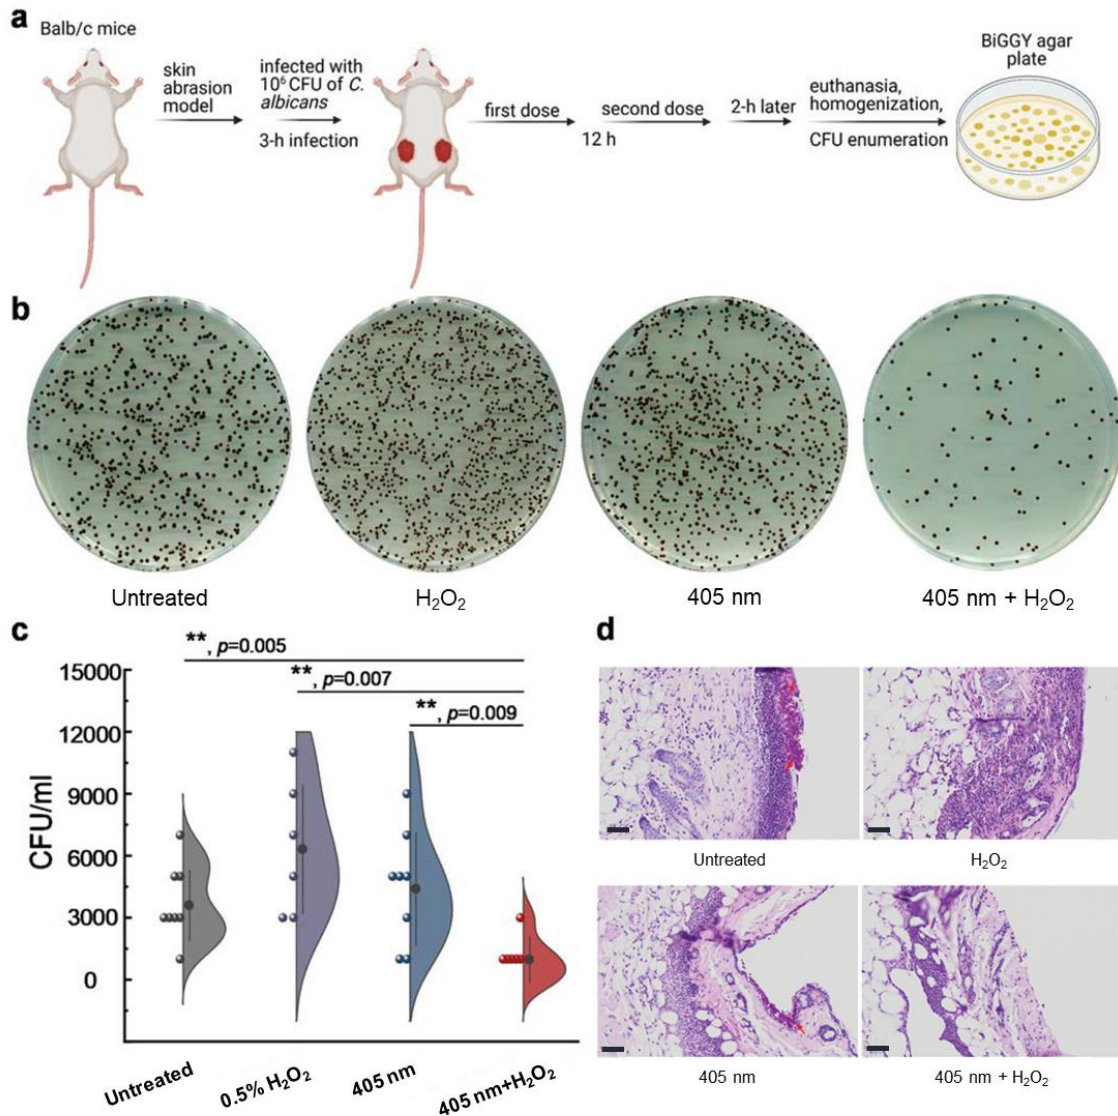 a
Balb/c mice
skin
abrasion
model
infected with
10⁶ CFU of C.
albicans
3-h infection
first dose
second dose
12 h
2-h later
euthanasia,
homogenization,
CFU enumeration
BiGGY agar
plate
b
Untreated
H₂O₂
405 nm
405 nm + H₂O₂
c
**, p=0.005
**, p=0.007
**, p=0.009
CFU/ml
15000
12000
9000
6000
3000
0
Untreated
0.5% H₂O₂
405 nm
405 nm+H₂O₂
d
Untreated
H₂O₂
405 nm
405 nm + H₂O₂